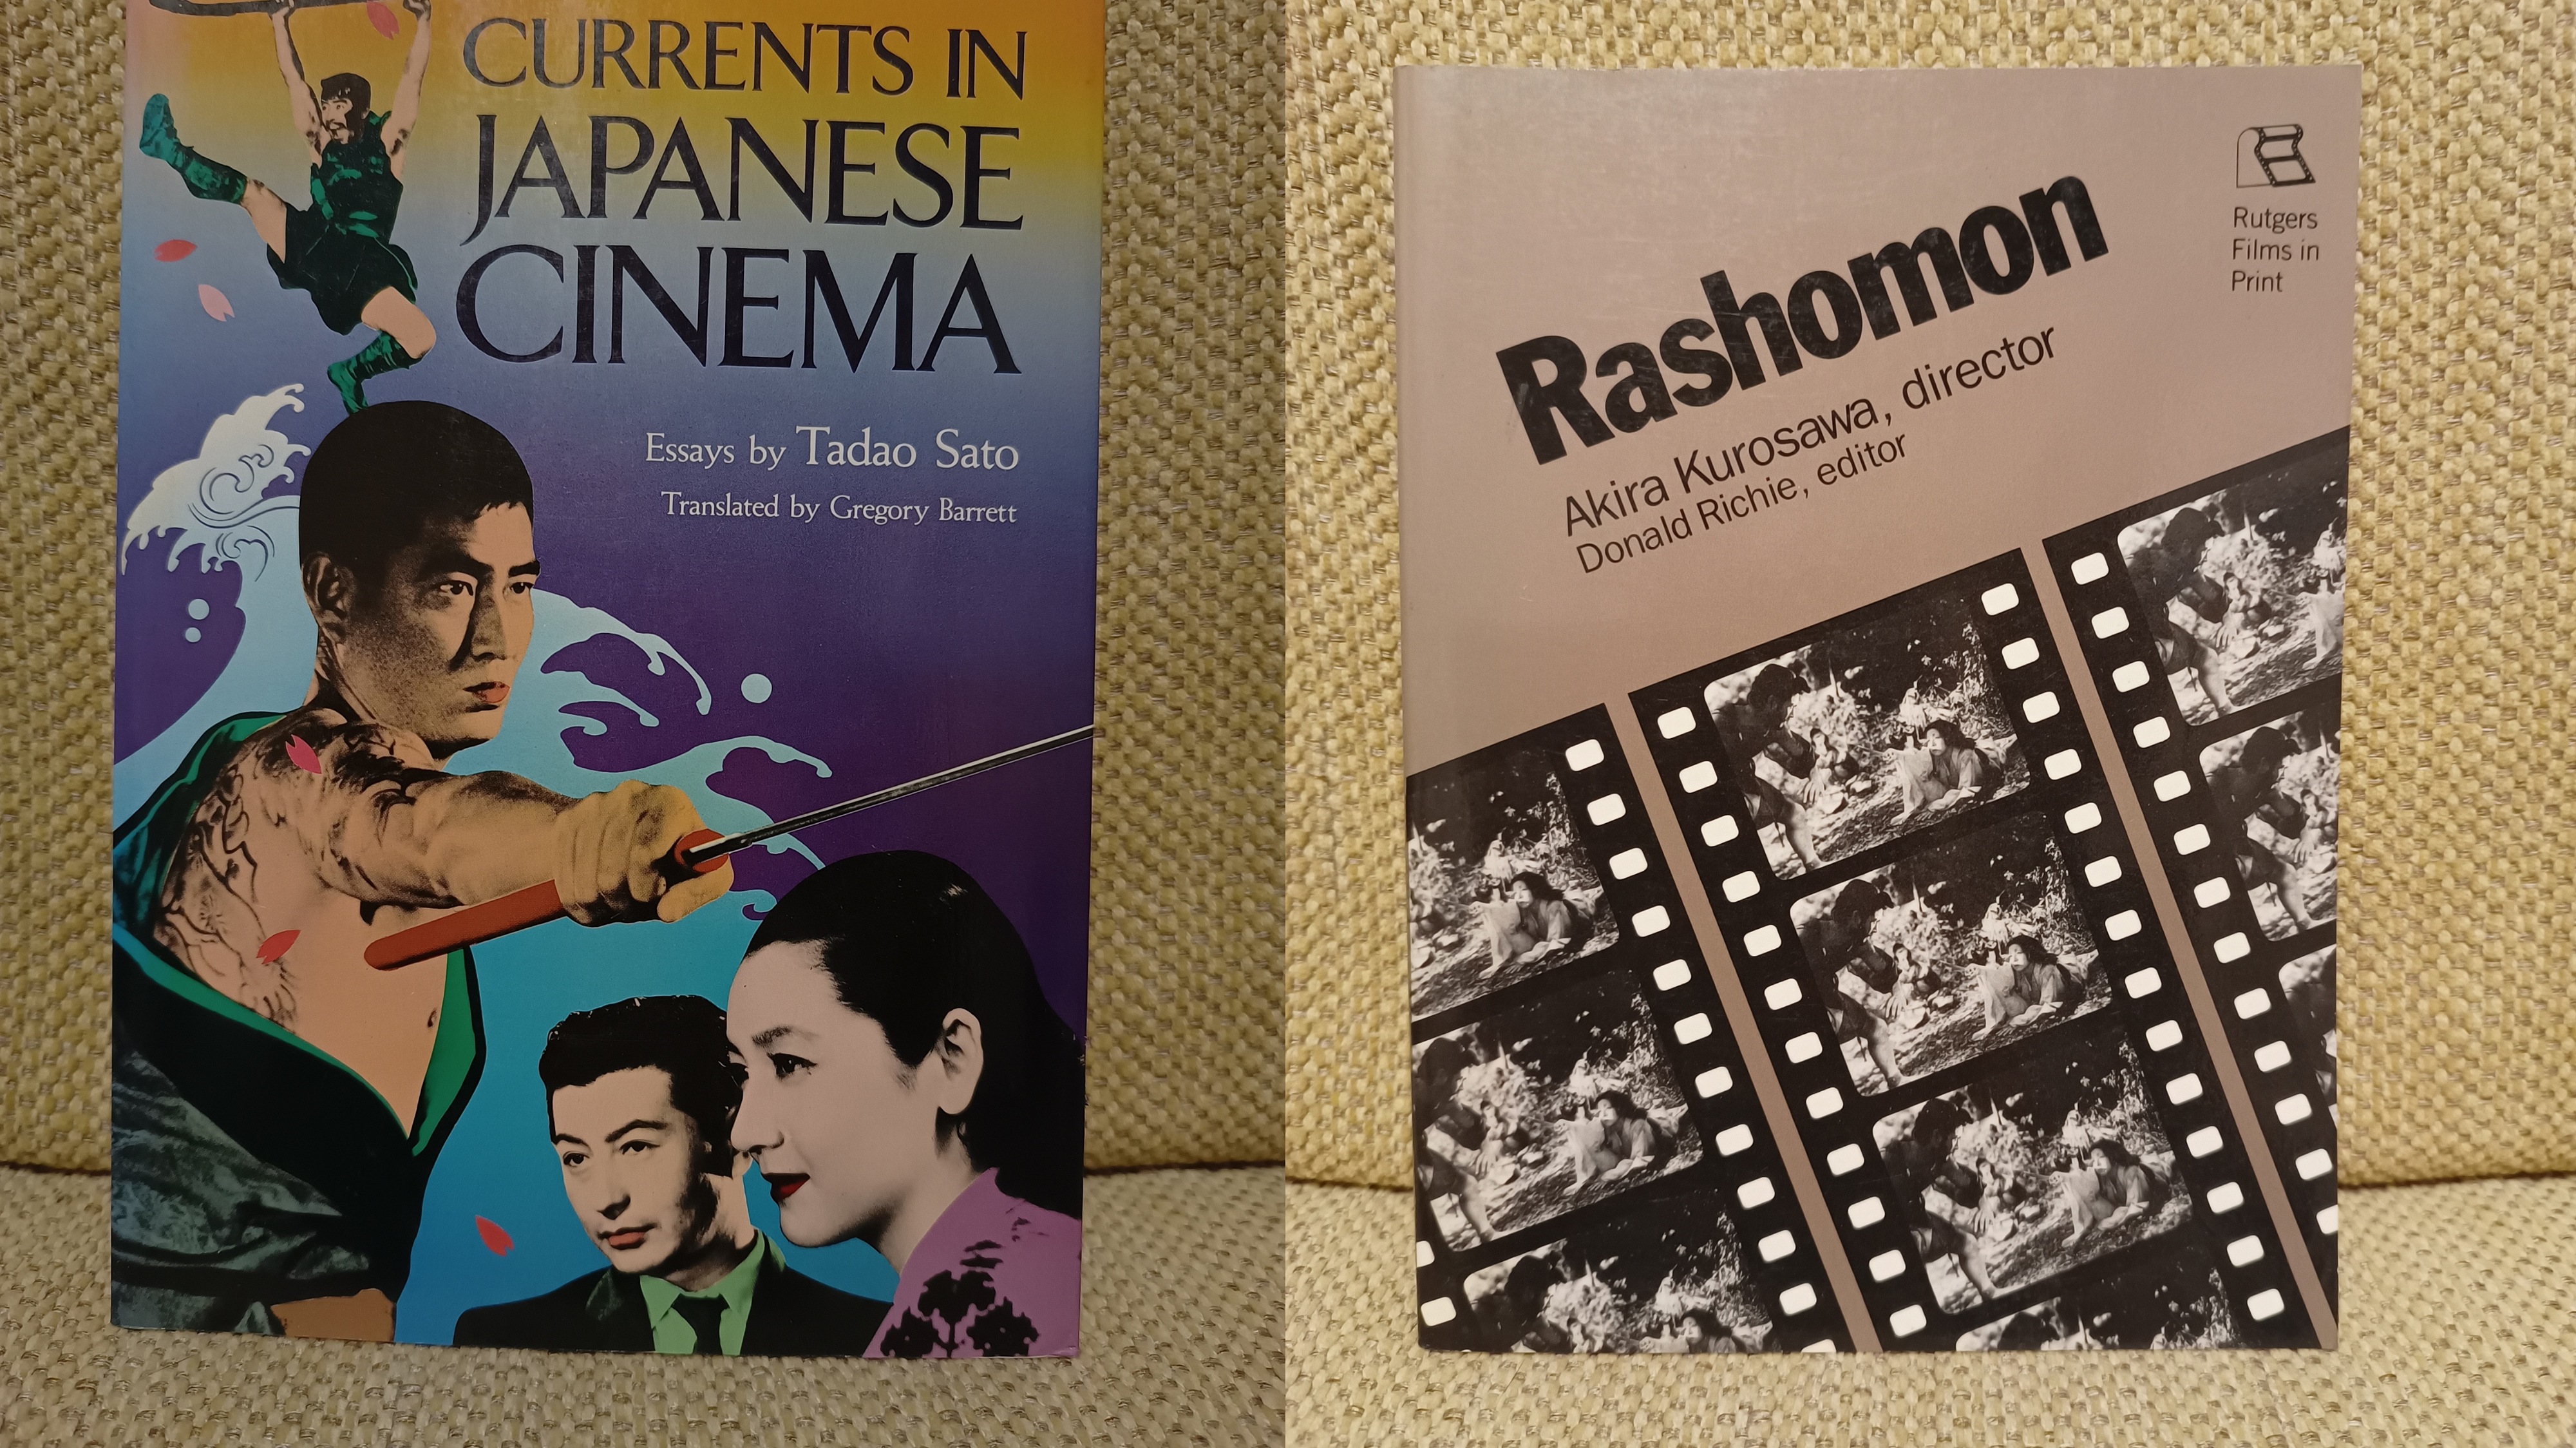 CURRENTS IN
JAPANESE
CINEMA
Essays by Tadao Sato
Translated by Gregory Barrett
Rutgers
Films in
Print
Rashomon
Akira Kurosawa, director
Donald Richie, editor